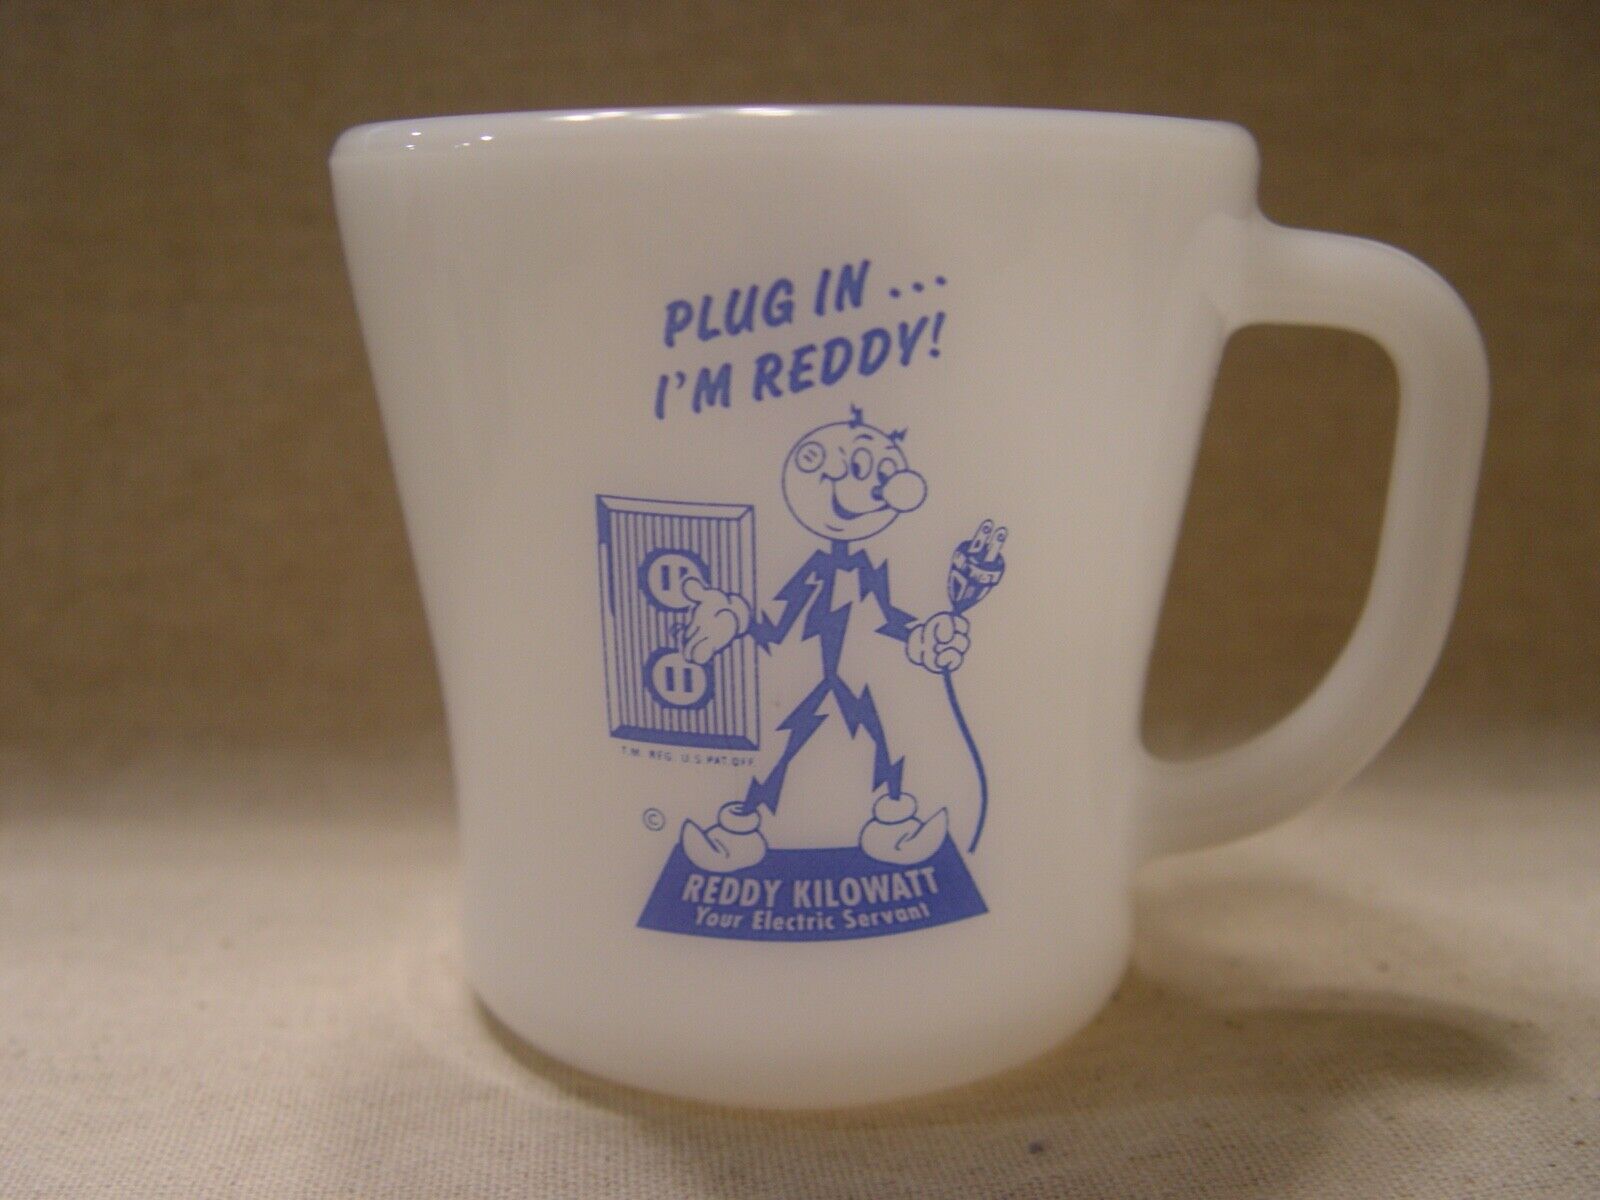 PLUG IN...
I'M REDDY!
T.M. REG. U.S. PAT. OFF.
©
REDDY KILOWATT
Your Electric Servant